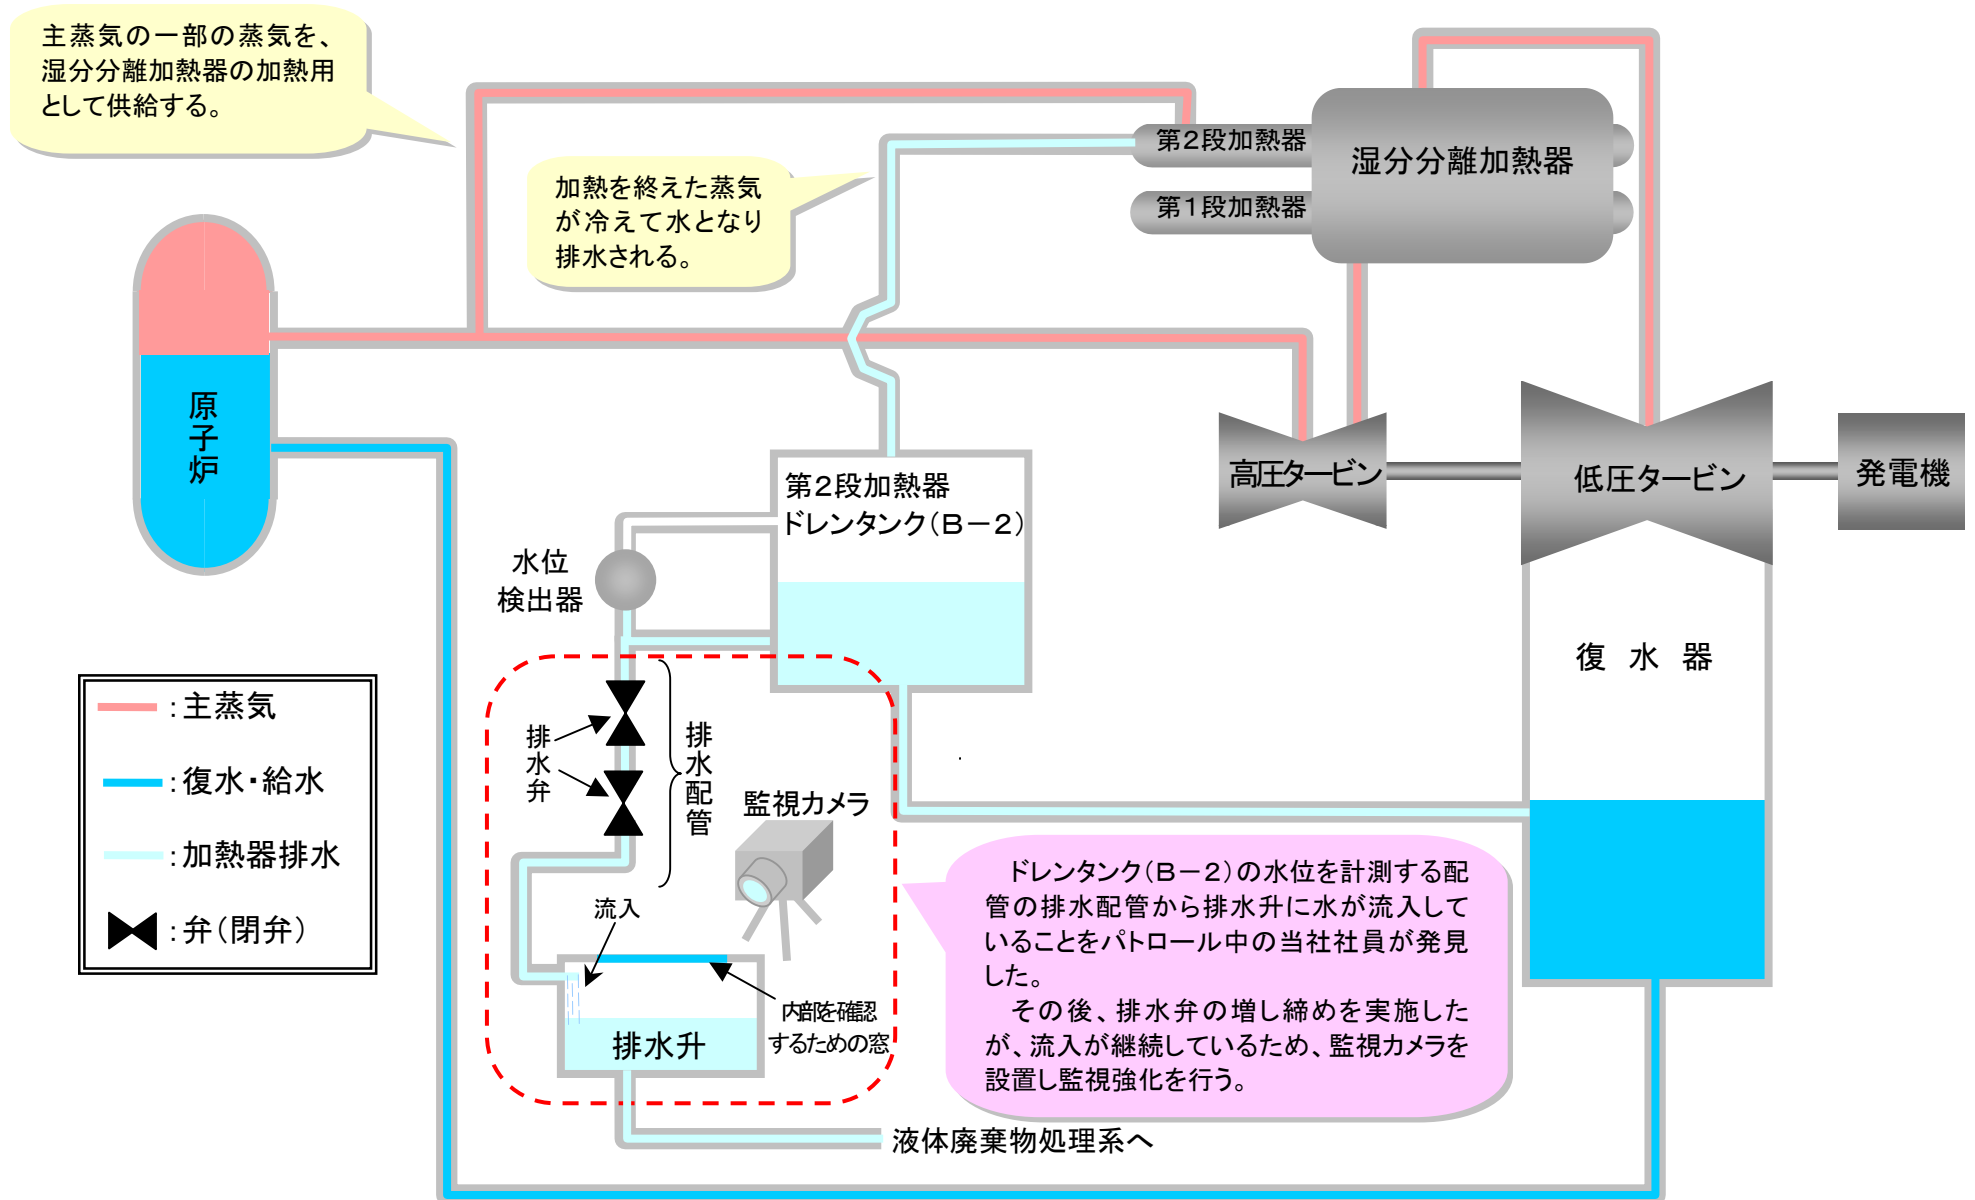 主蒸気の一部の蒸気を、
湿分分離加熱器の加熱用
として供給する。
加熱を終えた蒸気
が冷えて水となり
排水される。
第2段加熱器
第1段加熱器
湿分分離加熱器
原子炉
高圧タービン
低圧タービン
発電機
第2段加熱器
ドレンタンク(B-2)
水位
検出器
復水器
:主蒸気
:復水・給水
:加熱器排水
:弁(閉弁)
排水弁
排水配管
監視カメラ
流入
内部を確認
するための窓
排水升
ドレンタンク(B-2)の水位を計測する配
管の排水配管から排水升に水が流入して
いることをパトロール中の当社社員が発見
した。
その後、排水弁の増し締めを実施した
が、流入が継続しているため、監視カメラを
設置し監視強化を行う。
液体廃棄物処理系へ